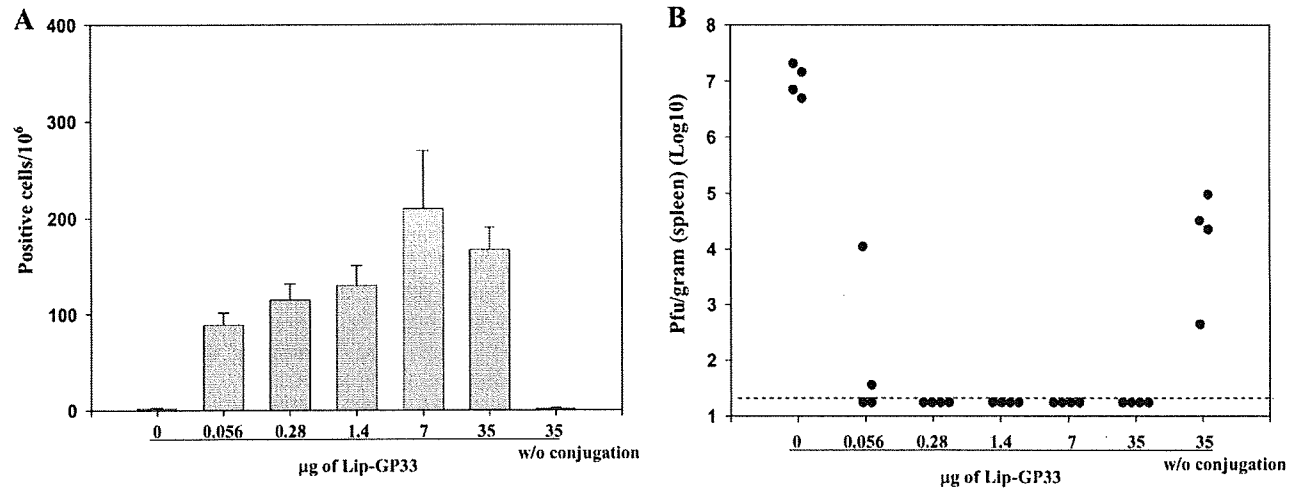 A
400
300
200
100
0
Positive cells/10⁶
0 0,056 0.28 1.4 7 35 35
w/o conjugation
µg of Lip-GP33
B
8
7
6
5
4
3
2
1
Pfu/gram (spleen) (Log10)
0 0,056 0.28 1.4 7 35 35
w/o conjugation
µg of Lip-GP33